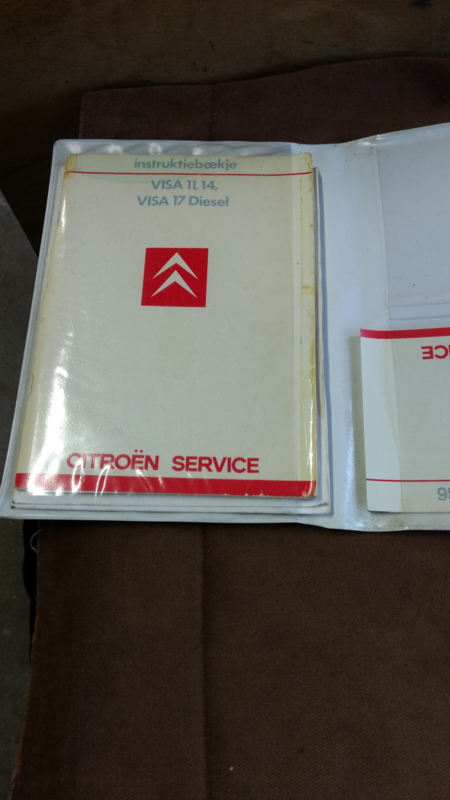 instruktieboekje
VISA 11, 14,
VISA 17 Diesel
CITROËN SERVICE